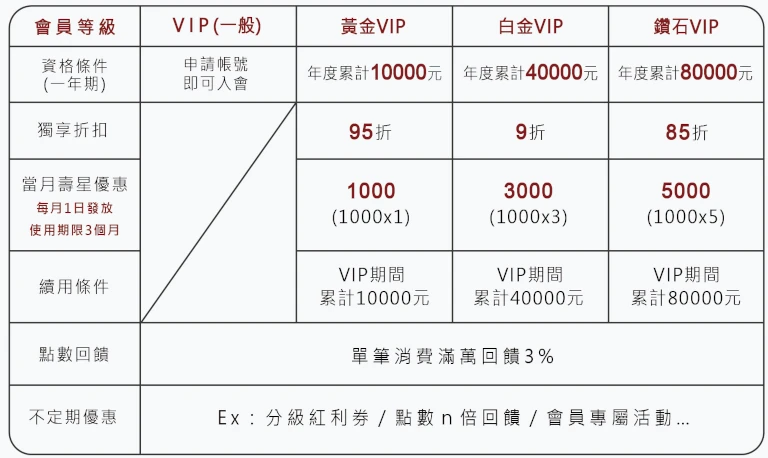 會員等級
VIP(一般)
黃金VIP
白金VIP
鑽石VIP
資格條件
(一年期)
申請帳號
即可入會
年度累計10000元
年度累計40000元
年度累計80000元
獨享折扣
95折
9折
85折
當月壽星優惠
每月1日發放
使用期限3個月
1000
(1000x1)
3000
(1000x3)
5000
(1000x5)
續用條件
VIP期間
累計10000元
VIP期間
累計40000元
VIP期間
累計80000元
點數回饋
單筆消費滿萬回饋3%
不定期優惠
Ex：分級紅利券 / 點數n倍回饋 / 會員專屬活動...